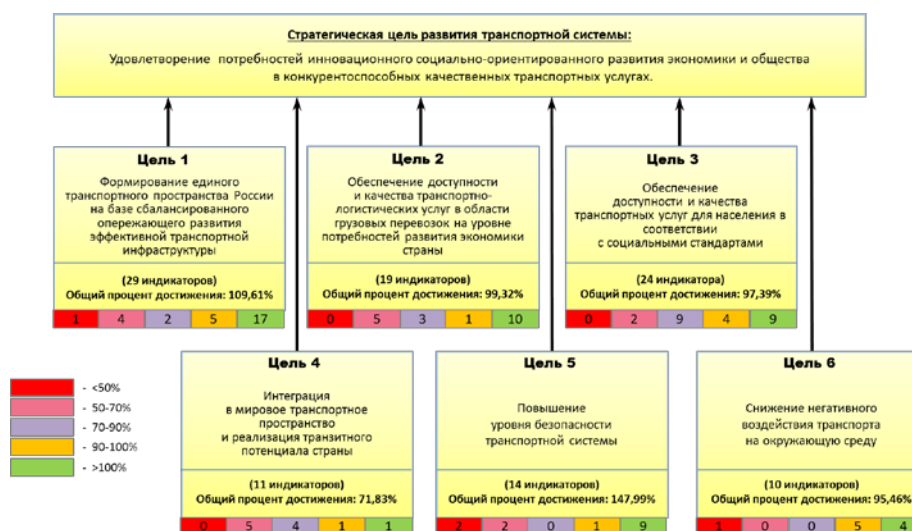 Стратегическая цель развития транспортной системы:
Удовлетворение потребностей инновационного социально-ориентированного развития экономики и общества
в конкурентоспособных качественных транспортных услугах.
Цель 1
Формирование единого
транспортного пространства России
на базе сбалансированного
опережающего развития
эффективной транспортной
инфраструктуры
(29 индикаторов)
Общий процент достижения: 109,61%
1 4 2 5 17
Цель 2
Обеспечение доступности
и качества транспортно-
логистических услуг в области
грузовых перевозок на уровне
потребностей развития экономики
страны
(19 индикаторов)
Общий процент достижения: 99,32%
0 5 3 1 10
Цель 3
Обеспечение
доступности и качества
транспортных услуг для населения в
соответствии
с социальными стандартами
(24 индикатора)
Общий процент достижения: 97,39%
0 2 9 4 9
- <50%
- 50-70%
- 70-90%
- 90-100%
- >100%
Цель 4
Интеграция
в мировое транспортное
пространство
и реализация транзитного
потенциала страны
(11 индикаторов)
Общий процент достижения: 71,83%
0 5 4 1 1
Цель 5
Повышение
уровня безопасности
транспортной системы
(14 индикаторов)
Общий процент достижения: 147,99%
2 2 0 1 9
Цель 6
Снижение негативного
воздействия транспорта
на окружающую среду
(10 индикаторов)
Общий процент достижения: 95,46%
1 0 0 5 4